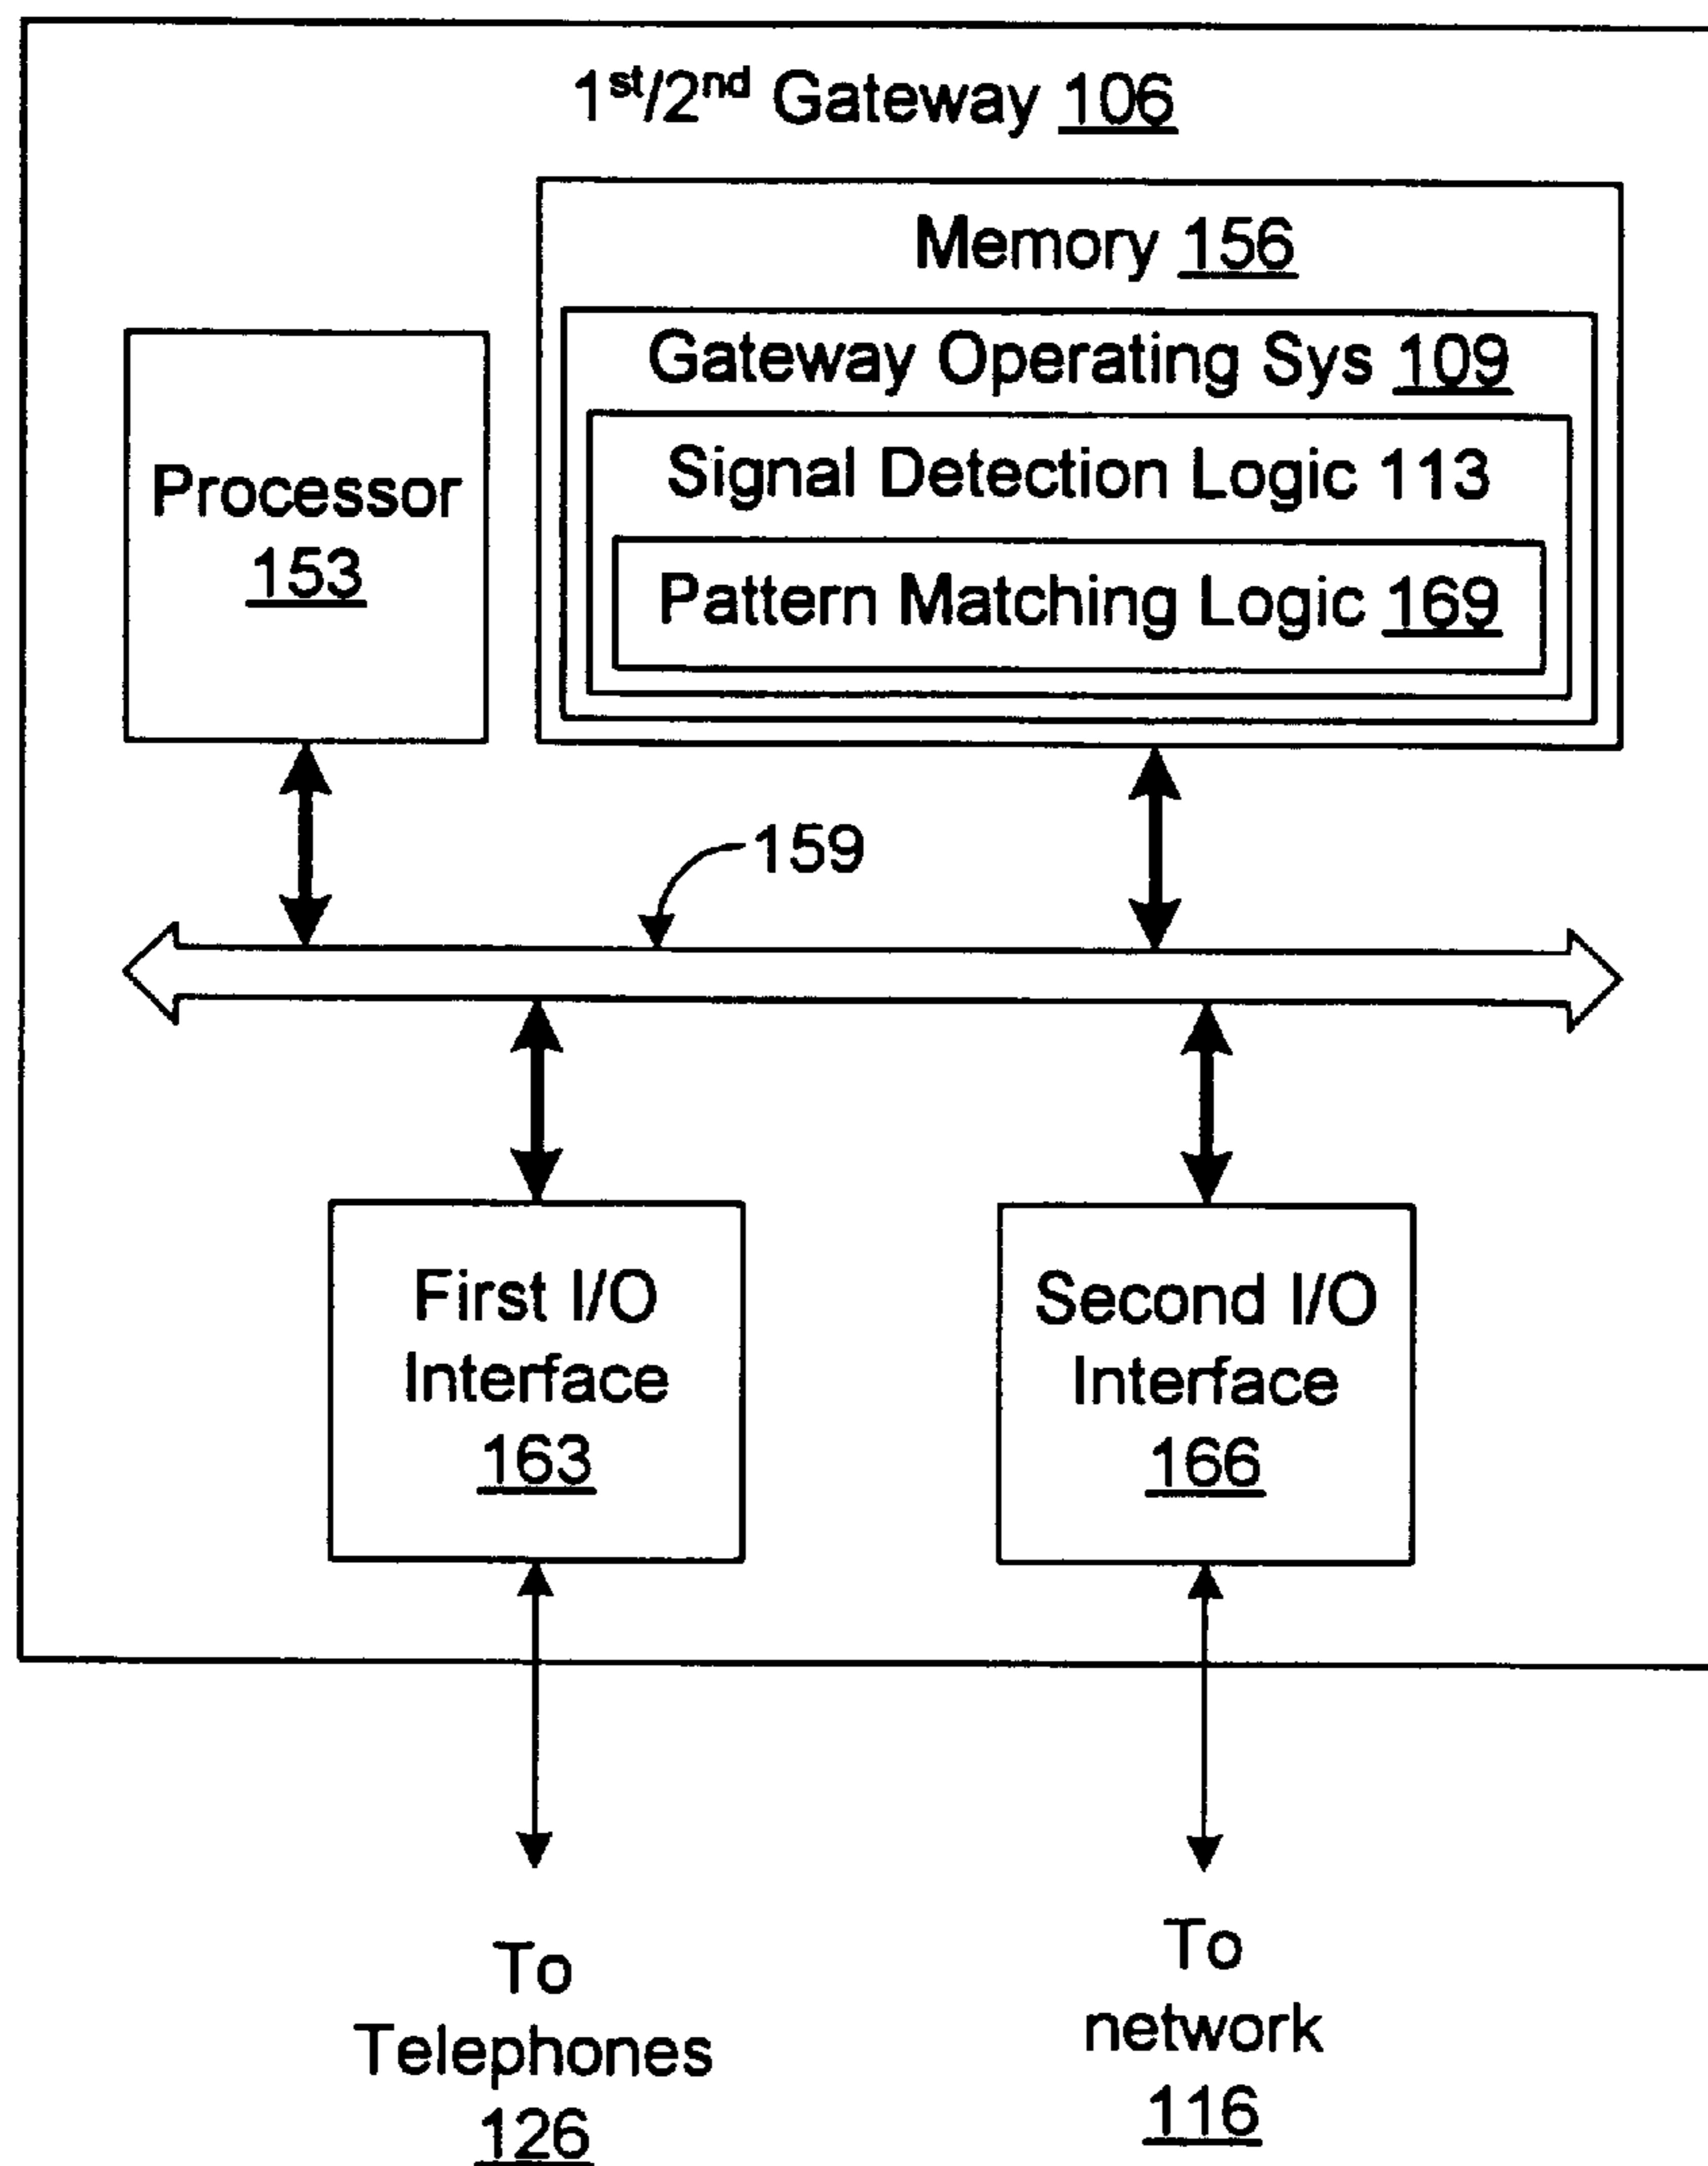 1st/2nd Gateway 106
Memory 156
Gateway Operating Sys 109
Signal Detection Logic 113
Pattern Matching Logic 169
Processor
153
159
First I/O
Interface
163
Second I/O
Interface
166
To
Telephones
126
To
network
116